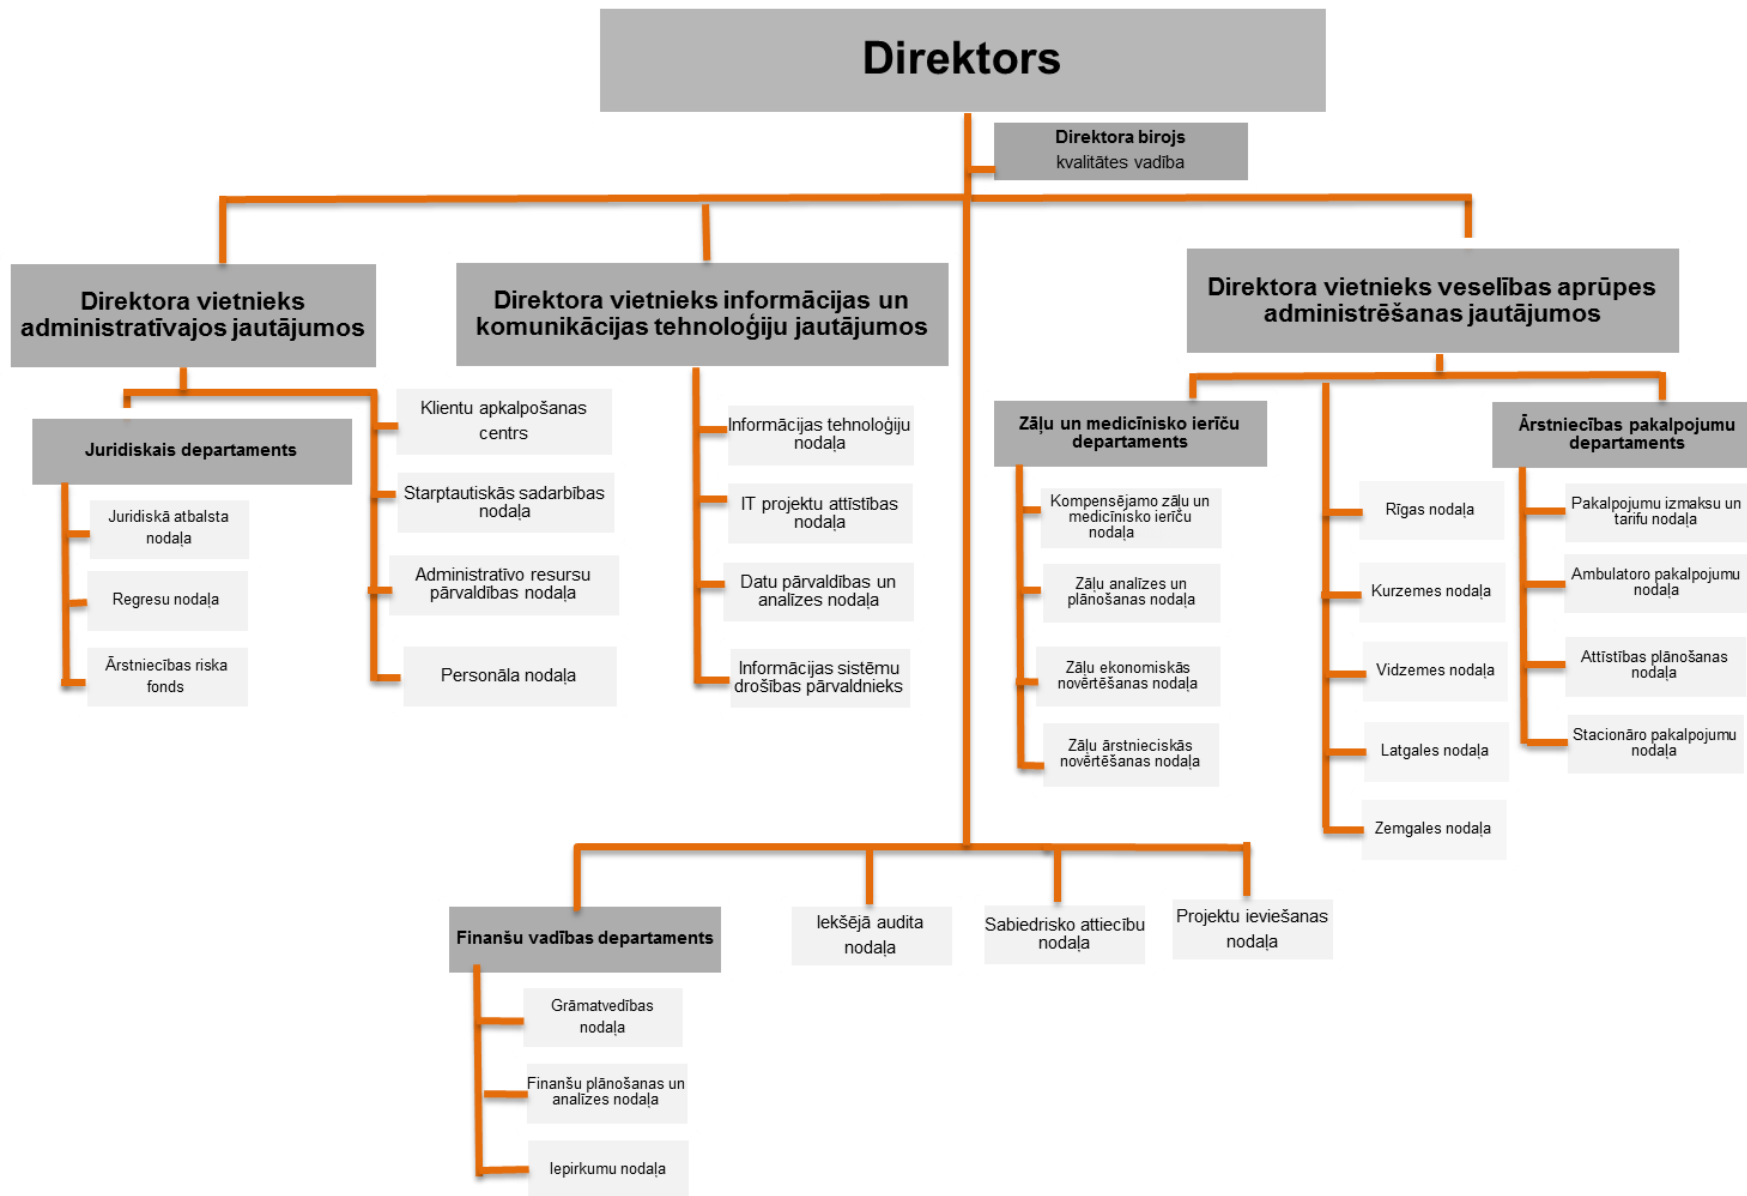 Direktors
Direktora birojs
kvalitātes vadība
Direktora vietnieks
administratīvajos jautājumos
Direktora vietnieks informācijas un
komunikācijas tehnoloģiju jautājumos
Direktora vietnieks veselības aprūpes
administrēšanas jautājumos
Juridiskais departaments
Juridiskā atbalsta
nodaļa
Regresu nodaļa
Ārstniecības riska
fonds
Klientu apkalpošanas
centrs
Starptautiskās sadarbības
nodaļa
Administratīvo resursu
pārvaldības nodaļa
Personāla nodaļa
Informācijas tehnoloģiju
nodaļa
IT projektu attīstības
nodaļa
Datu pārvaldības un
analīzes nodaļa
Informācijas sistēmu
drošības pārvaldnieks
Zāļu un medicīnisko ierīču
departaments
Kompensējamo zāļu un
medicīnisko ierīču
nodaļa
Zāļu analīzes un
plānošanas nodaļa
Zāļu ekonomiskās
novērtēšanas nodaļa
Zāļu ārstnieciskās
novērtēšanas nodaļa
Rīgas nodaļa
Kurzemes nodaļa
Vidzemes nodaļa
Latgales nodaļa
Zemgales nodaļa
Ārstniecības pakalpojumu
departaments
Pakalpojumu izmaksu un
tarifu nodaļa
Ambulatoro pakalpojumu
nodaļa
Attīstības plānošanas
nodaļa
Stacionāro pakalpojumu
nodaļa
Finanšu vadības departaments
Grāmatvedības
nodaļa
Finanšu plānošanas un
analīzes nodaļa
Iepirkumu nodaļa
Iekšējā audita
nodaļa
Sabiedrisko attiecību
nodaļa
Projektu ieviešanas
nodaļa